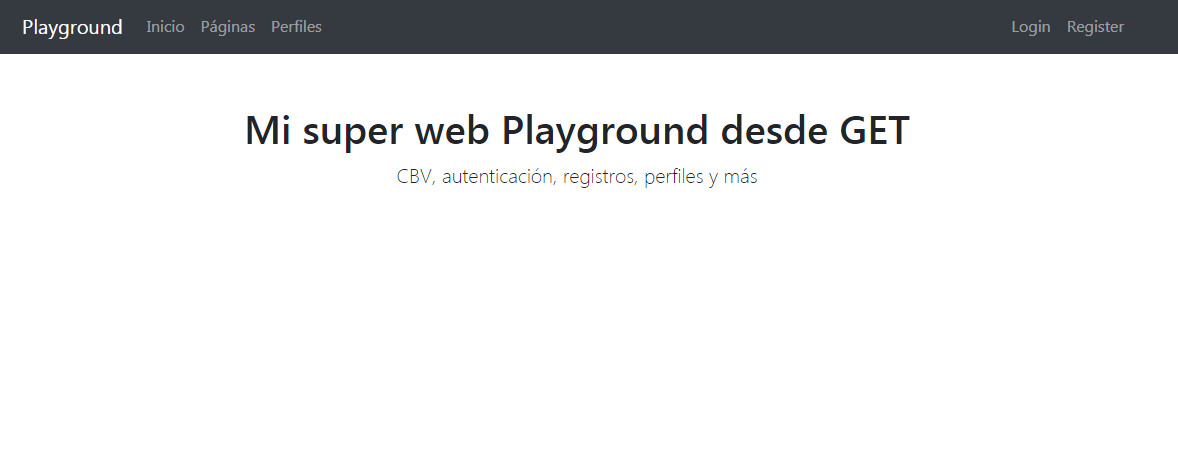 Playground Inicio Páginas Perfiles Login Register
Mi super web Playground desde GET
CBV, autenticación, registros, perfiles y más